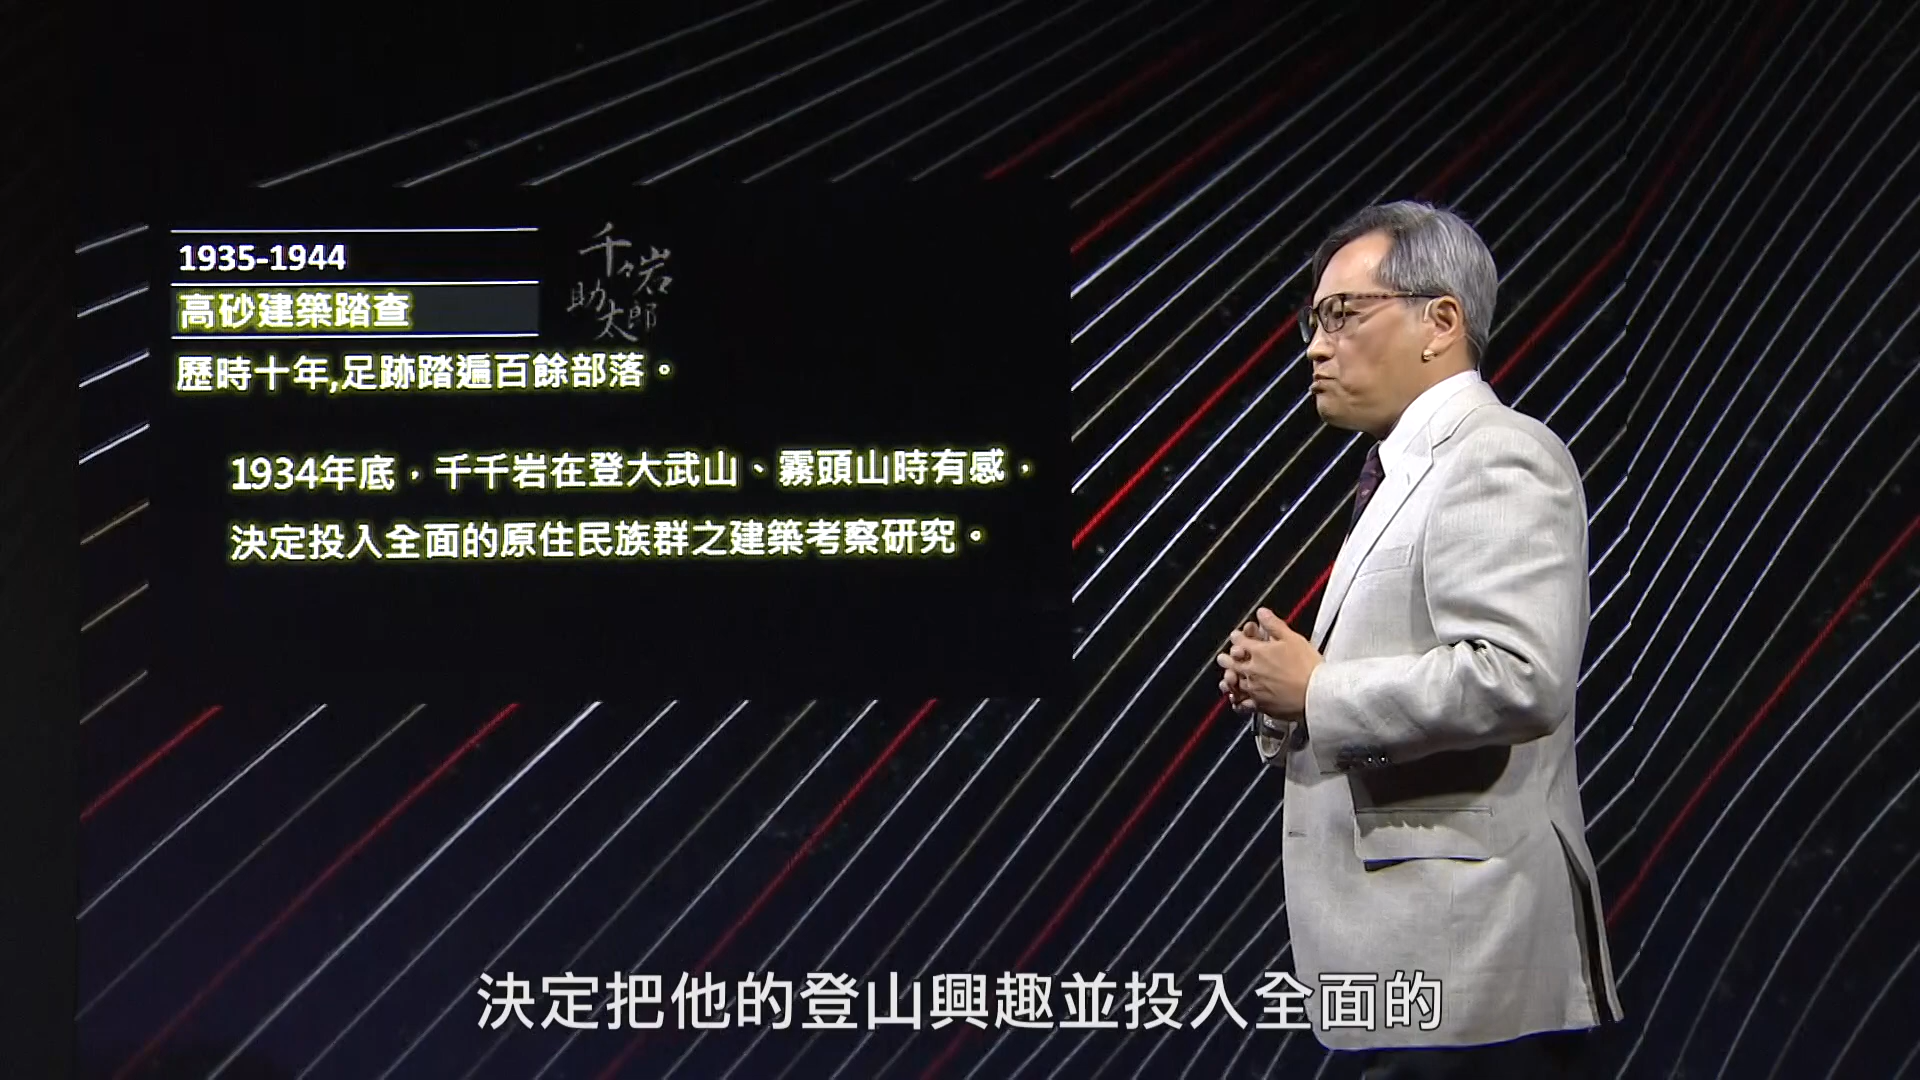 1935-1944
高砂建築踏查
千々岩
助太郎
歷時十年,足跡踏遍百餘部落。
1934年底，千千岩在登大武山、霧頭山時有感，
決定投入全面的原住民族群之建築考察研究。
決定把他的登山興趣並投入全面的